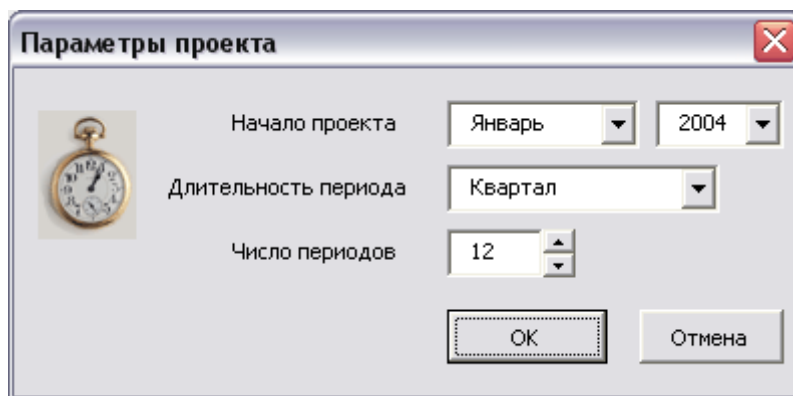 Параметры проекта
Начало проекта Январь 2004
Длительность периода Квартал
Число периодов 12
OK Отмена